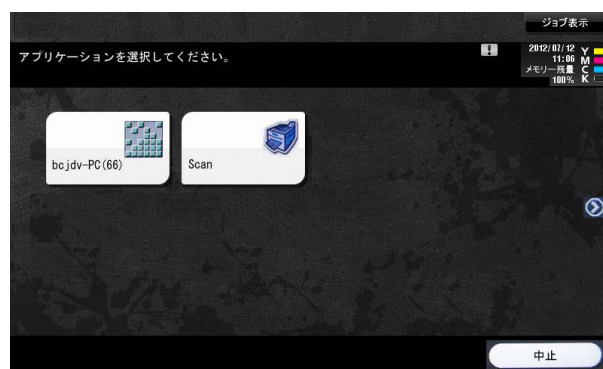 ジョブ表示
アプリケーションを選択してください。
2012/07/12
11:06
メモリー残量
100%
Y
M
C
K
bcjdv-PC(66)
Scan
中止